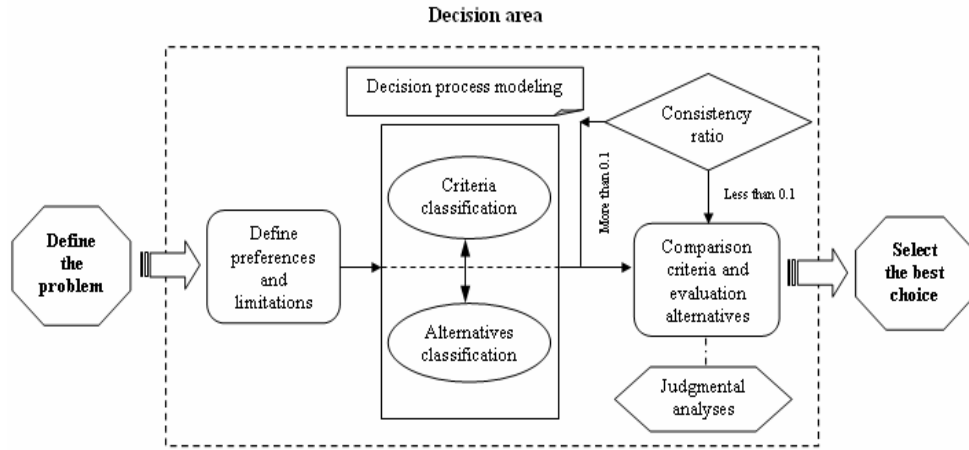 Decision area
Decision process modeling
Consistency
ratio
More than 0.1
Less than 0.1
Criteria
classification
Define
the
problem
Define
preferences
and
limitations
Alternatives
classification
Comparison
criteria and
evaluation
alternatives
Select
the best
choice
Judgmental
analyses